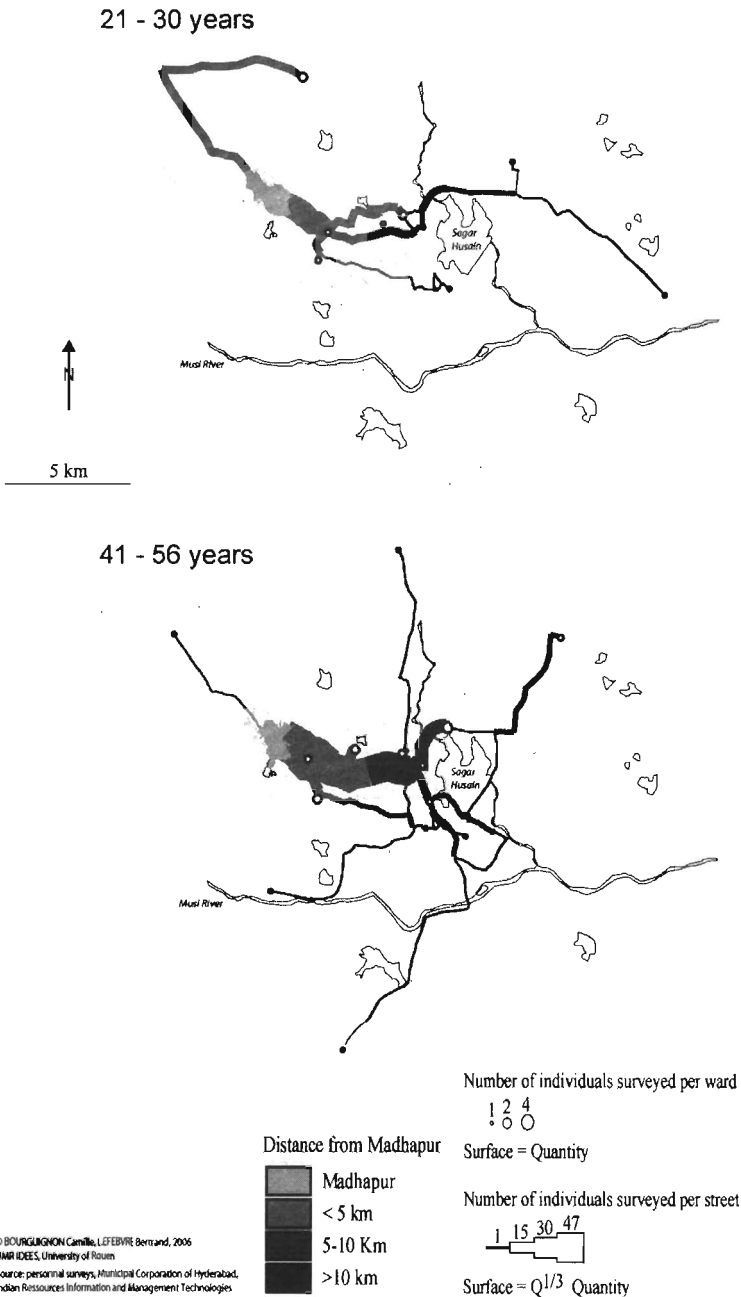 21 - 30 years
Sagar
Husain
Musi River
N
5 km
41 - 56 years
Sagar
Husain
Musi River
Number of individuals surveyed per ward
1 2 4
Surface = Quantity
Distance from Madhapur
Madhapur
< 5 km
5-10 Km
>10 km
Number of individuals surveyed per street
1 15 30 47
Surface = Q1/3 Quantity
BOURGUIGNON Camille, LEFEBVRE Bertrand, 2006
UMR IDEES, University of Rouen
ource: personnal surveys, Municipal Corporation of Hyderabad,
ndian Ressources Information and Management Technologies